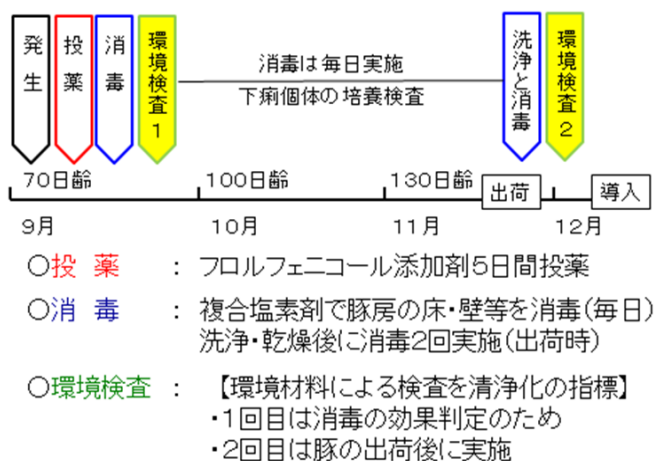 発生
投薬
消毒
環境検査1
消毒は毎日実施
下痢個体の培養検査
洗浄と消毒
環境検査2
70日齢
100日齢
130日齢
出荷
導入
9月
10月
11月
12月
○投 薬 : フロルフェニコール添加剤5日間投薬
○消 毒 : 複合塩素剤で豚房の床・壁等を消毒(毎日)
洗浄・乾燥後に消毒2回実施(出荷時)
○環境検査 : 【環境材料による検査を清浄化の指標】
・1回目は消毒の効果判定のため
・2回目は豚の出荷後に実施